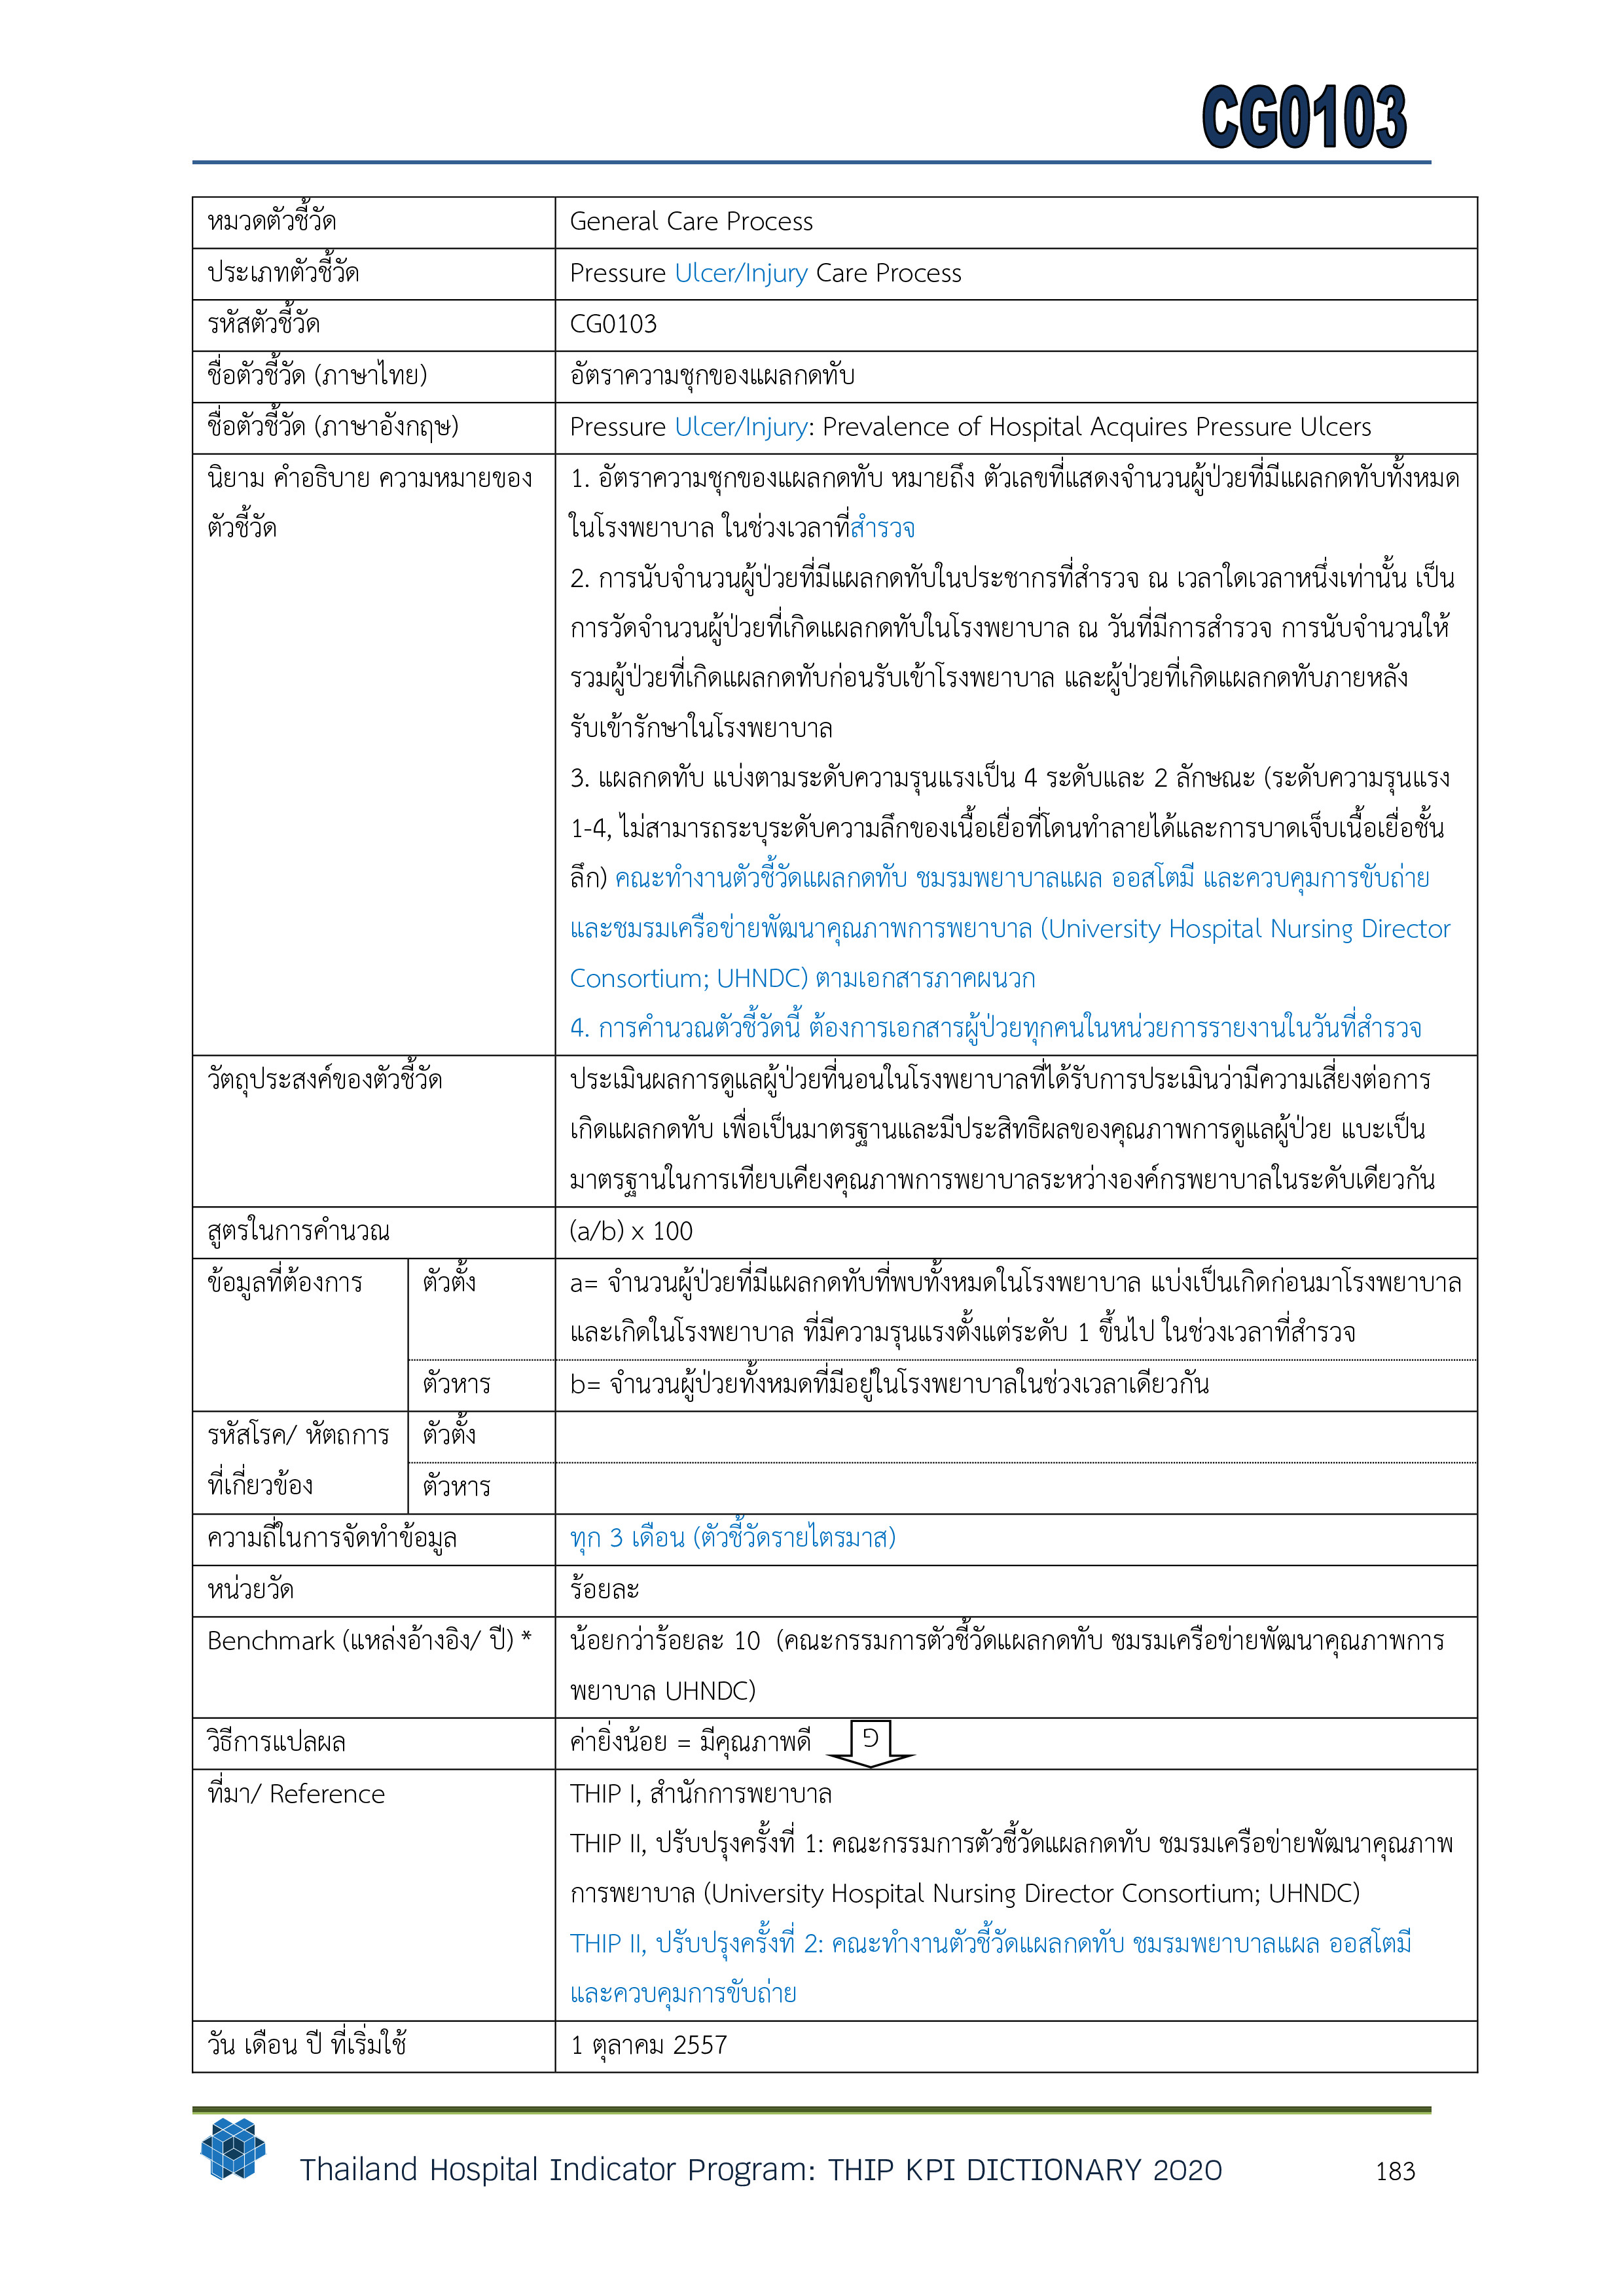 CG0103
หมวดตัวชี้วัด General Care Process
ประเภทตัวชี้วัด Pressure Ulcer/Injury Care Process
รหัสตัวชี้วัด CG0103
ชื่อตัวชี้วัด (ภาษาไทย) อัตราความชุกของแผลกดทับ
ชื่อตัวชี้วัด (ภาษาอังกฤษ) Pressure Ulcer/Injury: Prevalence of Hospital Acquires Pressure Ulcers
นิยาม คำอธิบาย ความหมายของ
ตัวชี้วัด
1. อัตราความชุกของแผลกดทับ หมายถึง ตัวเลขที่แสดงจำนวนผู้ป่วยที่มีแผลกดทับทั้งหมด
ในโรงพยาบาล ในช่วงเวลาที่สำรวจ
2. การนับจำนวนผู้ป่วยที่มีแผลกดทับในประชากรที่สำรวจ ณ เวลาใดเวลาหนึ่งเท่านั้น เป็น
การวัดจำนวนผู้ป่วยที่เกิดแผลกดทับในโรงพยาบาล ณ วันที่มีการสำรวจ การนับจำนวนให้
รวมผู้ป่วยที่เกิดแผลกดทับก่อนรับเข้าโรงพยาบาล และผู้ป่วยที่เกิดแผลกดทับภายหลัง
รับเข้ารักษาในโรงพยาบาล
3. แผลกดทับ แบ่งตามระดับความรุนแรงเป็น 4 ระดับและ 2 ลักษณะ (ระดับความรุนแรง
1-4, ไม่สามารถระบุระดับความลึกของเนื้อเยื่อที่โดนทำลายได้และการบาดเจ็บเนื้อเยื่อชั้น
ลึก) คณะทำงานตัวชี้วัดแผลกดทับ ชมรมพยาบาลแผล ออสโตมี และควบคุมการขับถ่าย
และชมรมเครือข่ายพัฒนาคุณภาพการพยาบาล (University Hospital Nursing Director
Consortium; UHNDC) ตามเอกสารภาคผนวก
4. การคำนวณตัวชี้วัดนี้ ต้องการเอกสารผู้ป่วยทุกคนในหน่วยการรายงานในวันที่สำรวจ
วัตถุประสงค์ของตัวชี้วัด ประเมินผลการดูแลผู้ป่วยที่นอนในโรงพยาบาลที่ได้รับการประเมินว่ามีความเสี่ยงต่อการ
เกิดแผลกดทับ เพื่อเป็นมาตรฐานและมีประสิทธิผลของคุณภาพการดูแลผู้ป่วย แบะเป็น
มาตรฐานในการเทียบเคียงคุณภาพการพยาบาลระหว่างองค์กรพยาบาลในระดับเดียวกัน
สูตรในการคำนวณ (a/b) x 100
ข้อมูลที่ต้องการ ตัวตั้ง a= จำนวนผู้ป่วยที่มีแผลกดทับที่พบทั้งหมดในโรงพยาบาล แบ่งเป็นเกิดก่อนมาโรงพยาบาล
และเกิดในโรงพยาบาล ที่มีความรุนแรงตั้งแต่ระดับ 1 ขึ้นไป ในช่วงเวลาที่สำรวจ
ตัวหาร b= จำนวนผู้ป่วยทั้งหมดที่มีอยู่ในโรงพยาบาลในช่วงเวลาเดียวกัน
รหัสโรค/ หัตถการ ตัวตั้ง
ที่เกี่ยวข้อง ตัวหาร
ความถี่ในการจัดทำข้อมูล ทุก 3 เดือน (ตัวชี้วัดรายไตรมาส)
หน่วยวัด ร้อยละ
Benchmark (แหล่งอ้างอิง/ ปี) * น้อยกว่าร้อยละ 10 (คณะกรรมการตัวชี้วัดแผลกดทับ ชมรมเครือข่ายพัฒนาคุณภาพการ
พยาบาล UHNDC)
วิธีการแปลผล ค่ายิ่งน้อย = มีคุณภาพดี
ที่มา/ Reference THIP I, สำนักการพยาบาล
THIP II, ปรับปรุงครั้งที่ 1: คณะกรรมการตัวชี้วัดแผลกดทับ ชมรมเครือข่ายพัฒนาคุณภาพ
การพยาบาล (University Hospital Nursing Director Consortium; UHNDC)
THIP II, ปรับปรุงครั้งที่ 2: คณะทำงานตัวชี้วัดแผลกดทับ ชมรมพยาบาลแผล ออสโตมี
และควบคุมการขับถ่าย
วัน เดือน ปี ที่เริ่มใช้ 1 ตุลาคม 2557
Thailand Hospital Indicator Program: THIP KPI DICTIONARY 2020 183